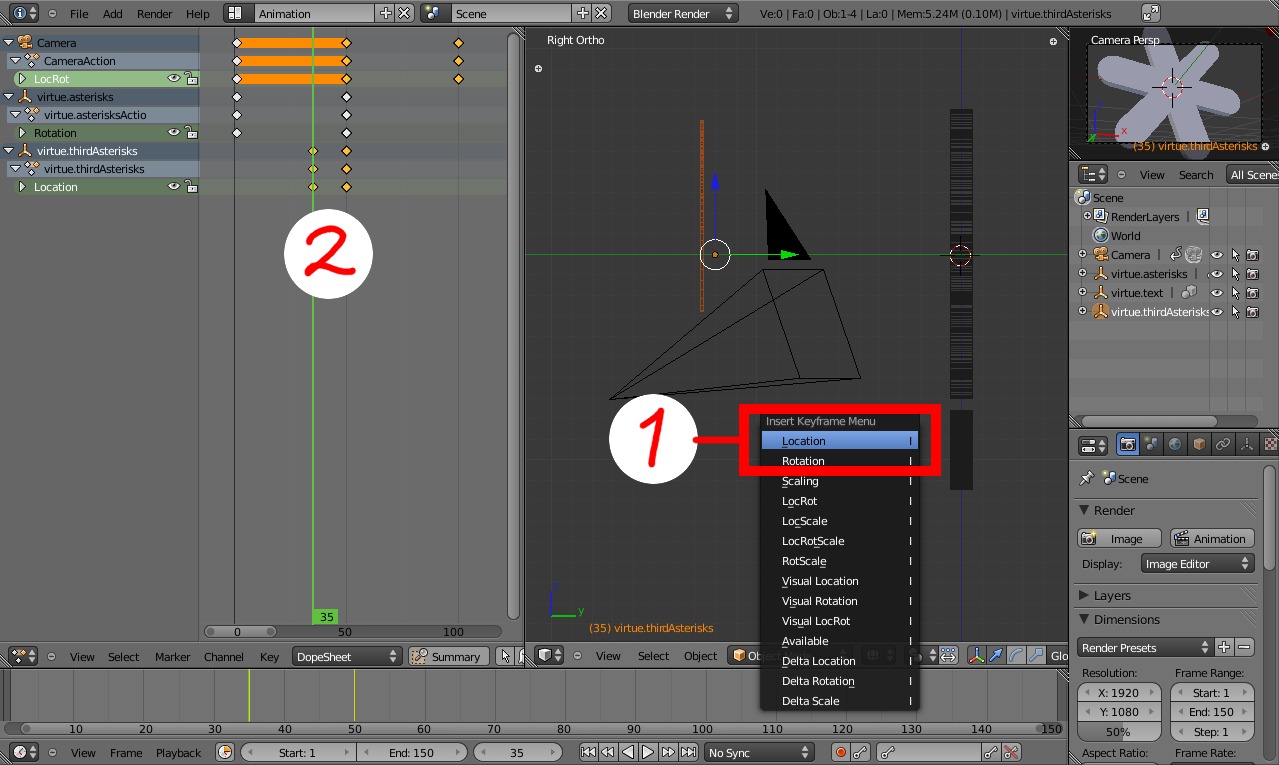 File Add Render Help Animation Scene Blender Render Ve:0 | Fa:0 | Ob:1-4 | La:0 | Mem:5.24M (0.10M) | virtue.thirdAsterisks
Camera
CameraAction
LocRot
virtue.asterisks
virtue.asterisksActio
Rotation
virtue.thirdAsterisks
virtue.thirdAsterisks
Location
2
35
0 50 100
View Select Marker Channel Key DopeSheet Summary
Right Ortho
1
Insert Keyframe Menu
Location I
Rotation I
Scaling I
LocRot I
LocScale I
LocRotScale I
RotScale I
Visual Location I
Visual Rotation I
Visual LocRot I
Available I
Delta Location I
Delta Rotation I
Delta Scale I
y
(35) virtue.thirdAsterisks
View Select Object Glo
Camera Persp
x
(35) virtue.thirdAsterisks
View Search All Scene
Scene
RenderLayers |
World
Camera |
virtue.asterisks |
virtue.text |
virtue.thirdAsterisks
Scene
Render
Image Animation
Display: Image Editor
Layers
Dimensions
Render Presets
Resolution: Frame Range:
X: 1920 Start: 1
Y: 1080 End: 150
50% Step: 1
Aspect Ratio: Frame Rate:
10 20 30 40 50 60 70 80 90 100 110 120 130 140 150
View Frame Playback Start: 1 End: 150 35 No Sync